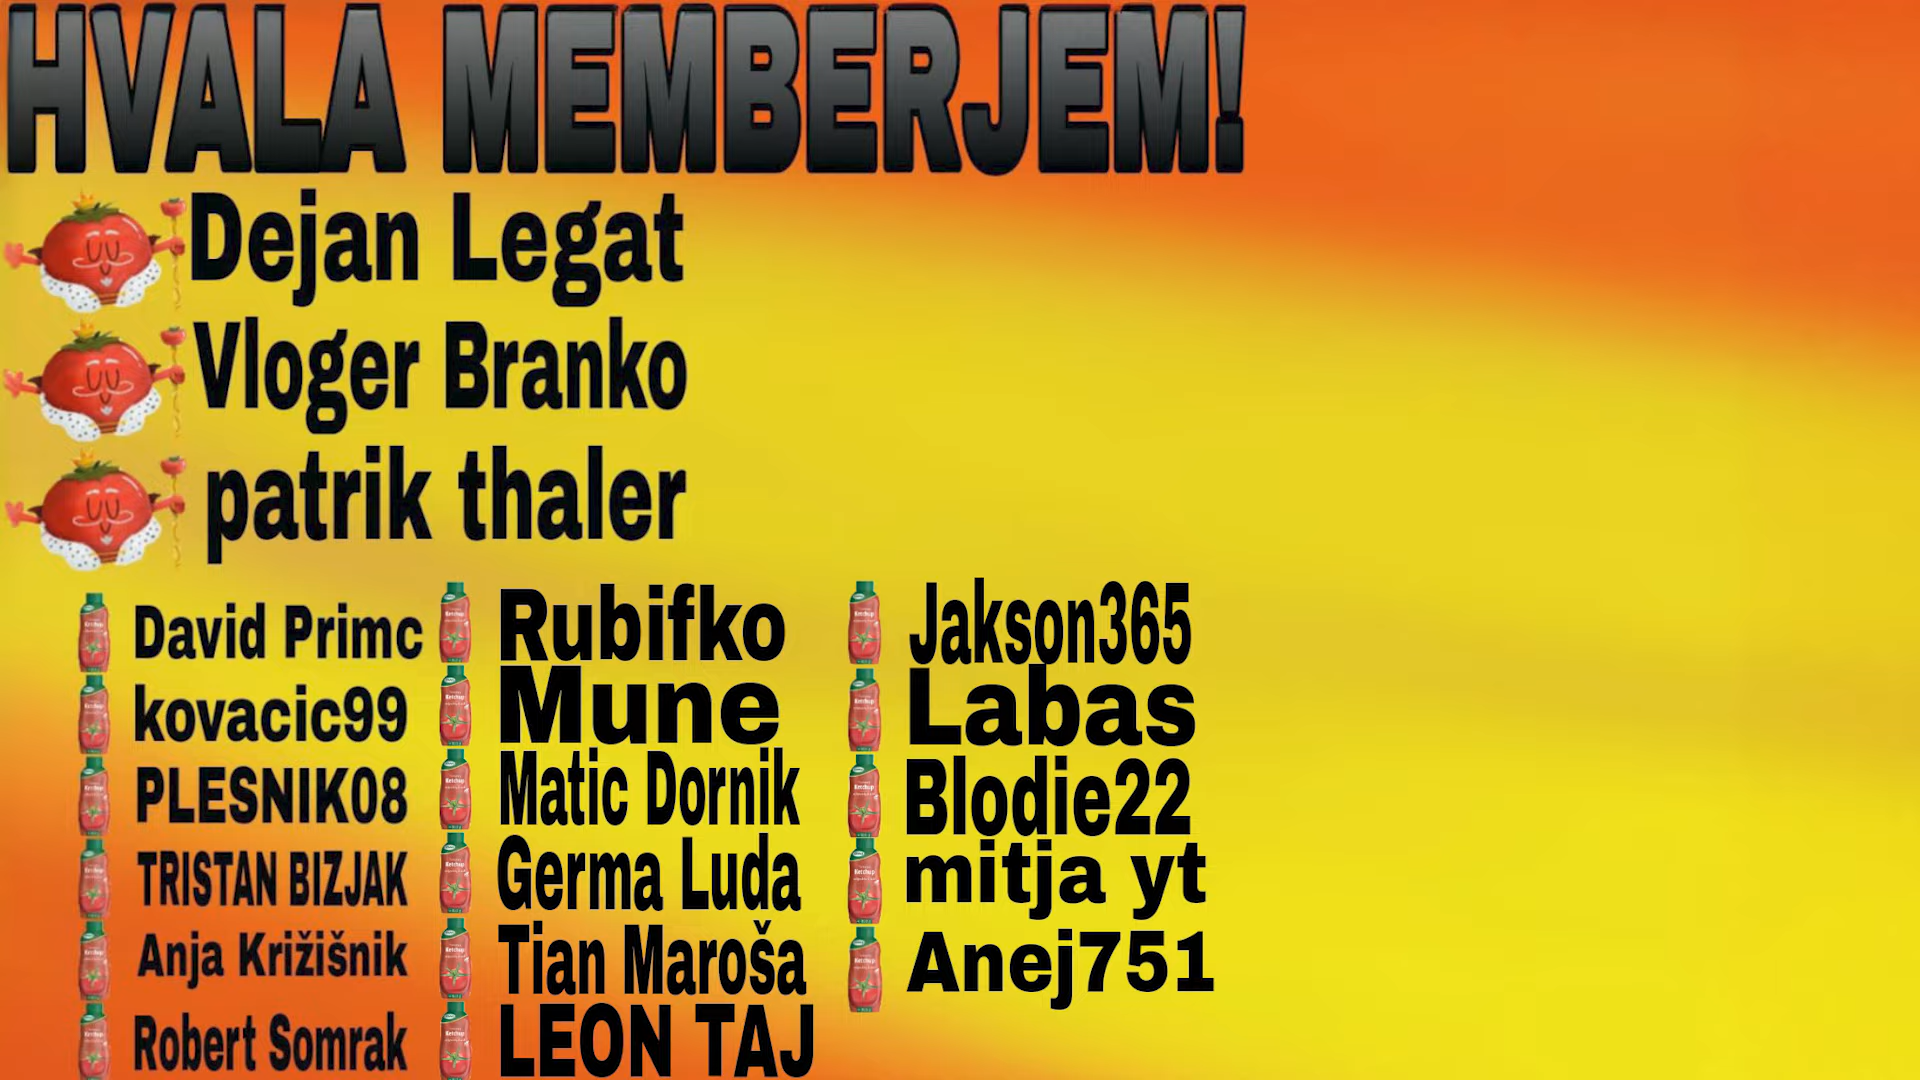 HVALA MEMBERJEM!
Dejan Legat
Vloger Branko
patrik thaler
David Primc
kovacic99
PLESNIK08
TRISTAN BIZJAK
Anja Križišnik
Robert Somrak
Rubifko
Mune
Matic Dornik
Germa Luda
Tian Maroša
LEON TAJ
Jakson365
Labas
Blodie22
mitja yt
Anej751